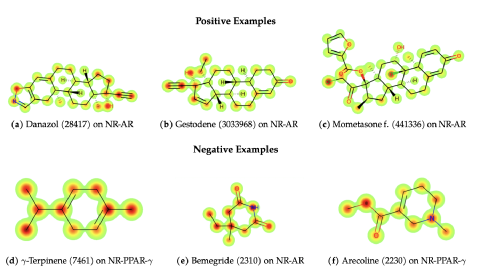 Positive Examples
(a) Danazol (28417) on NR-AR
(b) Gestodene (3033968) on NR-AR
(c) Mometasone f. (441336) on NR-AR
Negative Examples
(d) γ-Terpinene (7461) on NR-PPAR-γ
(e) Bemegride (2310) on NR-AR
(f) Arecoline (2230) on NR-PPAR-γ